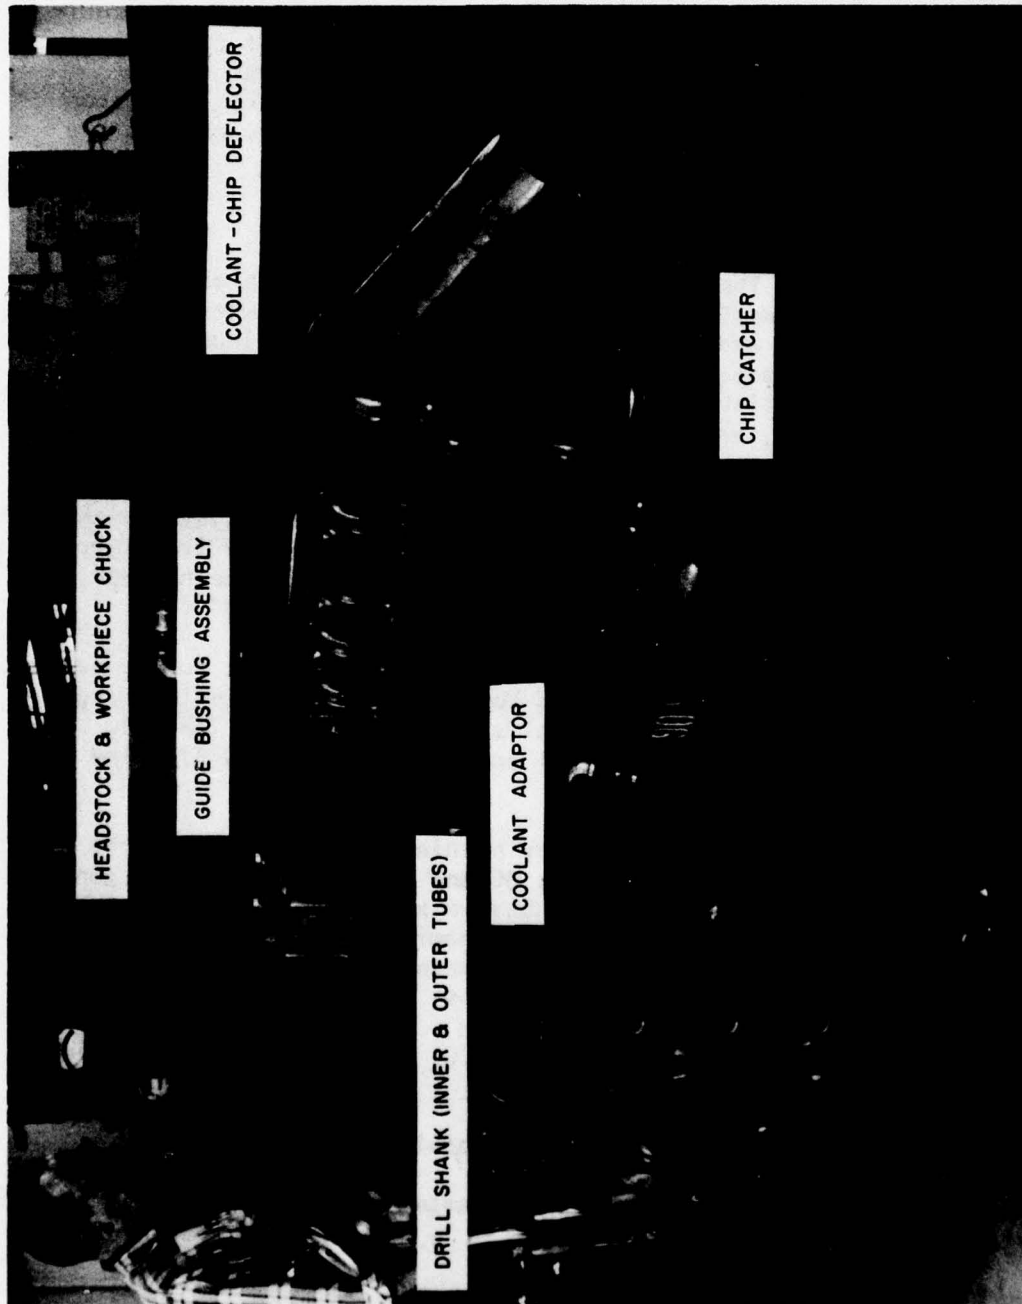 HEADSTOCK & WORKPIECE CHUCK
GUIDE BUSHING ASSEMBLY
COOLANT-CHIP DEFLECTOR
DRILL SHANK (INNER & OUTER TUBES)
COOLANT ADAPTOR
CHIP CATCHER